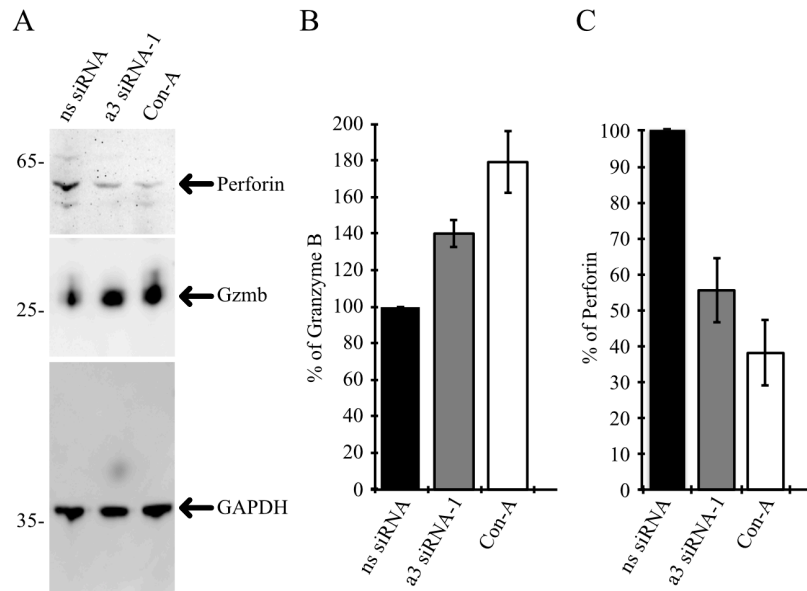 A
ns siRNA
a3 siRNA-1
Con-A
65-
Perforin
25-
Gzmb
35-
GAPDH
B
% of Granzyme B
200
180
160
140
120
100
80
60
40
20
0
ns siRNA
a3 siRNA-1
Con-A
C
% of Perforin
100
90
80
70
60
50
40
30
20
10
0
ns siRNA
a3 siRNA-1
Con-A